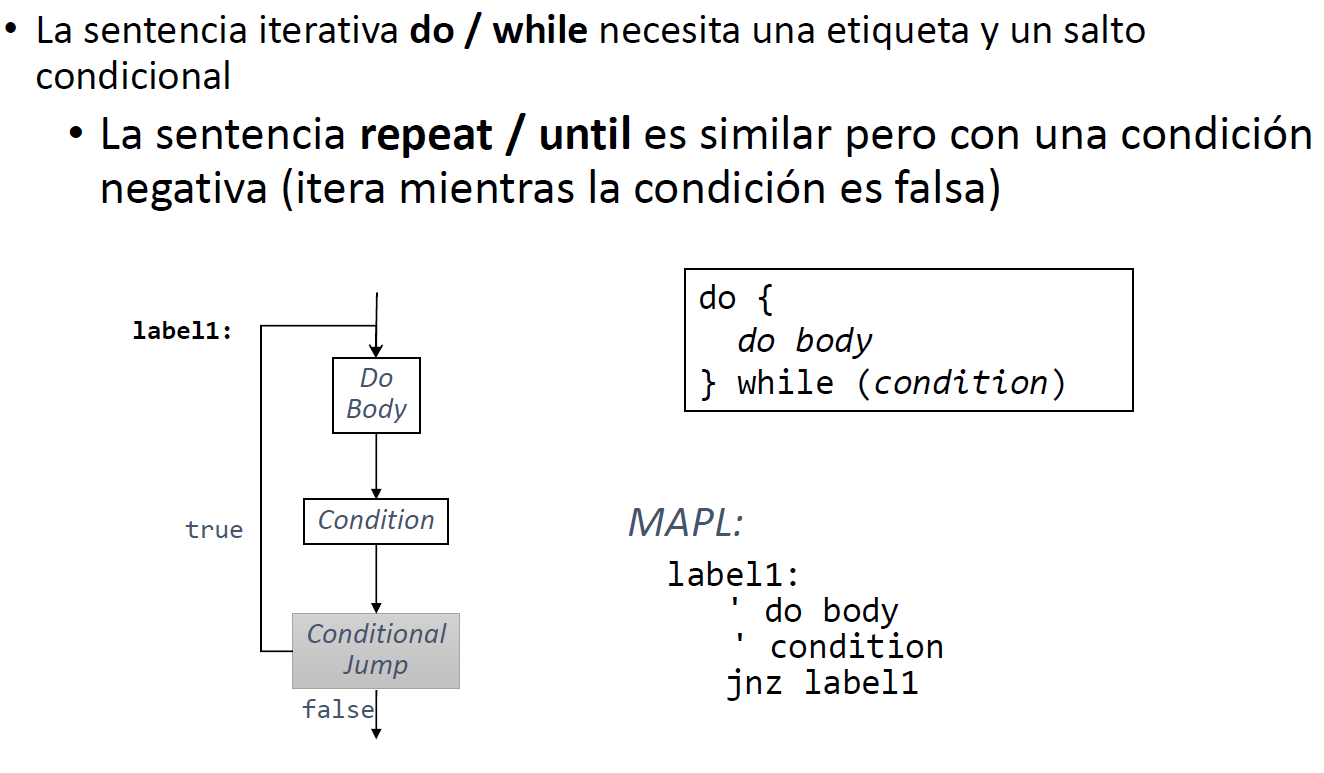 • La sentencia iterativa do / while necesita una etiqueta y un salto
condicional
• La sentencia repeat / until es similar pero con una condición
negativa (itera mientras la condición es falsa)
label1:
Do
Body
Condition
true
Conditional
Jump
false
do {
do body
} while (condition)
MAPL:
label1:
' do body
' condition
jnz label1